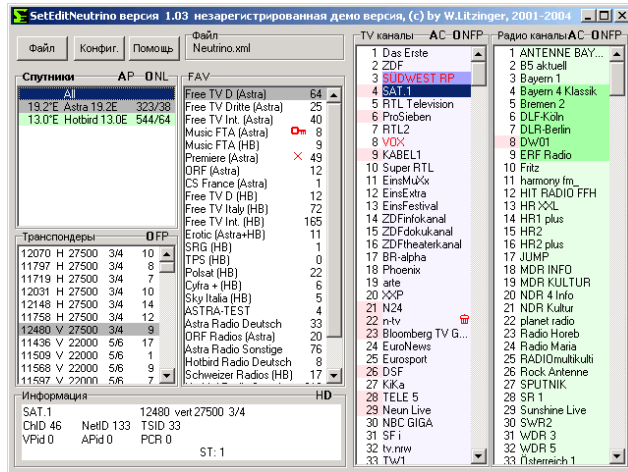 SetEditNeutrino версия 1.03 незарегистрированная демо версия, (c) by W.Litzinger, 2001-2004
Файл Конфиг. Помощь
Файл
Neutrino.xml
Спутники AP-ONL
All
19.2°E Astra 19.2E 323/38
13.0°E Hotbird 13.0E 544/64
Транспондеры OFP
12070 H 27500 3/4 10
11797 H 27500 3/4 8
11719 H 27500 3/4 7
12031 H 27500 3/4 10
12148 H 27500 3/4 14
11758 H 27500 3/4 12
12480 V 27500 3/4 9
11436 V 22000 5/6 17
11509 V 22000 5/6 1
11568 V 22000 5/6 9
11597 V 22000 5/6 7
FAV
Free TV D (Astra) 64
Free TV Dritte (Astra) 25
Free TV Int. (Astra) 40
Music FTA (Astra) 8
Music FTA (HB) 9
Premiere (Astra) 49
ORF (Astra) 12
CS France (Astra) 1
Free TV D (HB) 12
Free TV Italy (HB) 72
Free TV Int. (HB) 165
Erotic (Astra+HB) 11
SRG (HB) 1
TPS (HB) 0
Polsat (HB) 22
Cyfra + (HB) 6
Sky Italia (HB) 5
ASTRA-TEST 4
Astra Radio Deutsch 33
ORF Radios (Astra) 20
Astra Radio Sonstige 76
Hotbird Radio Deutsch 8
Schweizer Radios (HB) 17
TV каналы AC-ONFP
1 Das Erste
2 ZDF
3 SÜDWEST RP
4 SAT.1
5 RTL Television
6 ProSieben
7 RTL2
8 VOX
9 KABEL1
10 Super RTL
11 EinsMuXx
12 EinsExtra
13 EinsFestival
14 ZDFinfokanal
15 ZDFdokukanal
16 ZDFtheaterkanal
17 BR-alpha
18 Phoenix
19 arte
20 XXP
21 N24
22 n-tv
23 Bloomberg TV G...
24 EuroNews
25 Eurosport
26 DSF
27 KiKa
28 TELE 5
29 Neun Live
30 NBC GIGA
31 SF i
32 tv.nrw
33 TW1
Радио каналы AC-ONFP
1 ANTENNE BAY...
2 B5 aktuell
3 Bayern 1
4 Bayern 4 Klassik
5 Bremen 2
6 DLF-Köln
7 DLR-Berlin
8 DW01
9 ERF Radio
10 Fritz
11 harmony fm_
12 HIT RADIO FFH
13 HR XXL
14 HR1 plus
15 HR2
16 HR2 plus
17 JUMP
18 MDR INFO
19 MDR KULTUR
20 NDR 4 Info
21 NDR Kultur
22 planet radio
23 Radio Horeb
24 Radio Maria
25 RADIOmultikulti
26 Rock Antenne
27 SPUTNIK
28 SR 1
29 Sunshine Live
30 SWR2
31 WDR 3
32 WDR 5
33 Österreich 1
Информация HD
SAT.1 12480 vert 27500 3/4
ChID 46 NetID 133 TSID 33
VPid 0 APid 0 PCR 0
ST: 1